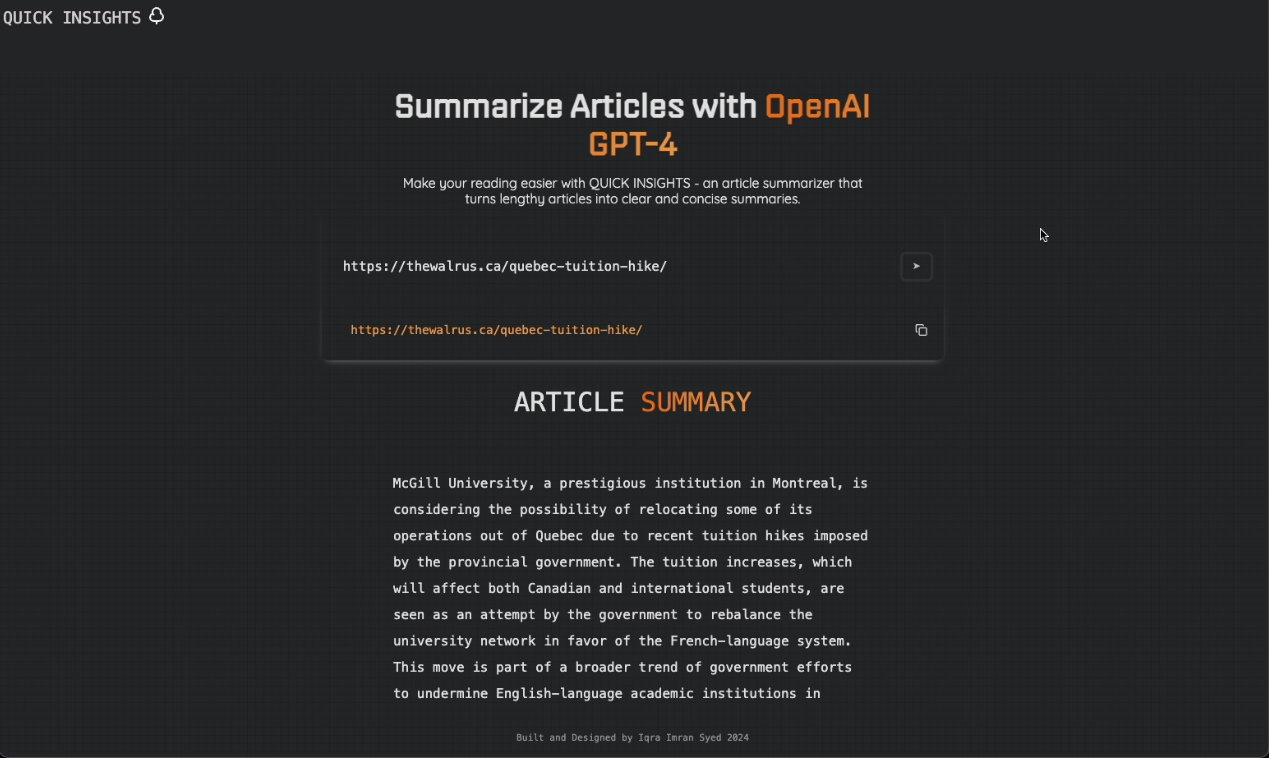 QUICK INSIGHTS
Summarize Articles with OpenAI
GPT-4
Make your reading easier with QUICK INSIGHTS - an article summarizer that
turns lengthy articles into clear and concise summaries.
https://thewalrus.ca/quebec-tuition-hike/
https://thewalrus.ca/quebec-tuition-hike/
ARTICLE SUMMARY
McGill University, a prestigious institution in Montreal, is
considering the possibility of relocating some of its
operations out of Quebec due to recent tuition hikes imposed
by the provincial government. The tuition increases, which
will affect both Canadian and international students, are
seen as an attempt by the government to rebalance the
university network in favor of the French-language system.
This move is part of a broader trend of government efforts
to undermine English-language academic institutions in
Built and Designed by Iqra Imran Syed 2024